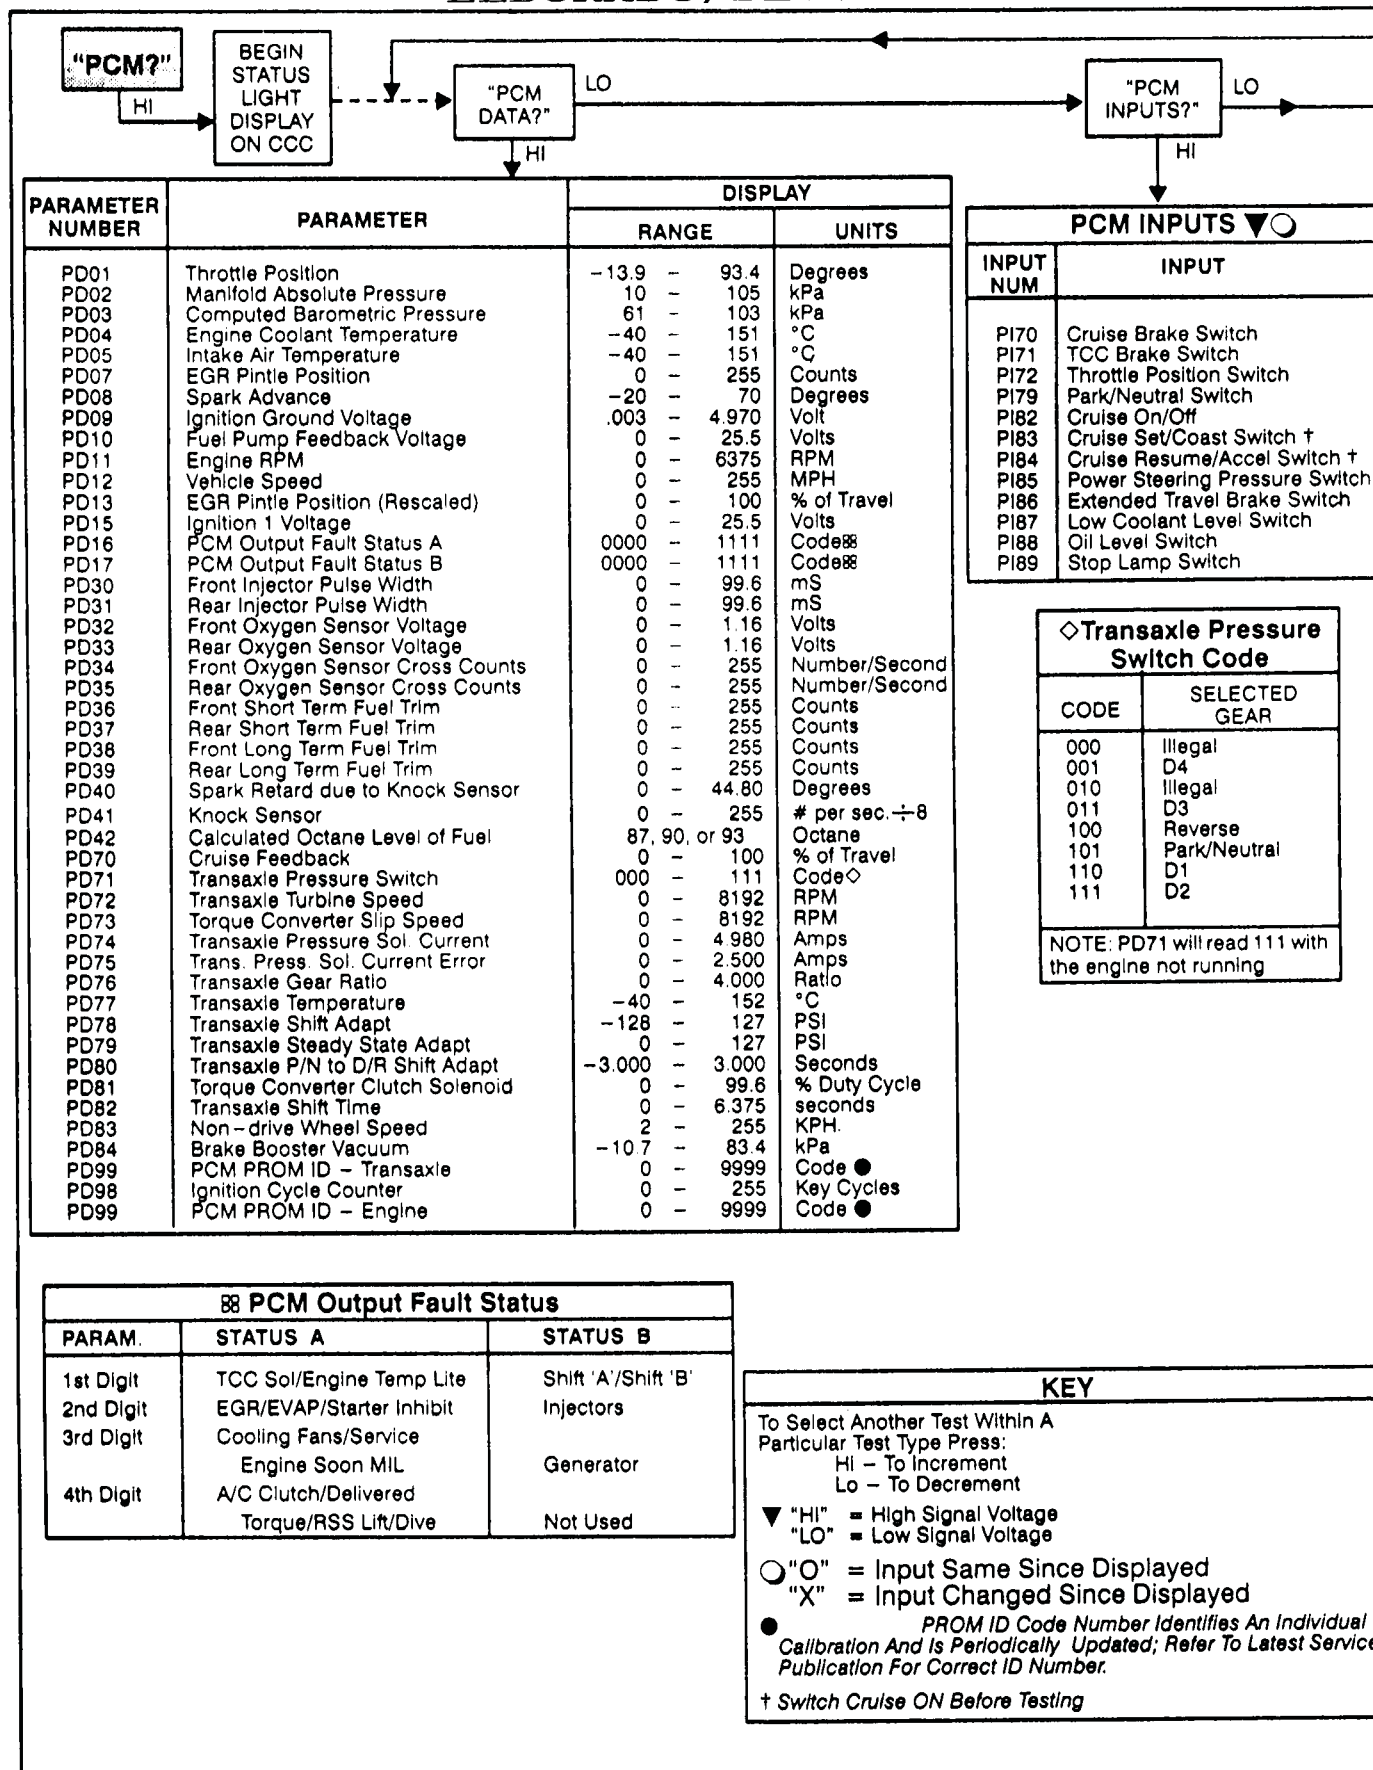 "PCM?"
HI
BEGIN
STATUS
LIGHT
DISPLAY
ON CCC
"PCM
DATA?"
LO
HI
"PCM
INPUTS?"
LO
HI
PARAMETER NUMBER PARAMETER DISPLAY
RANGE UNITS
PD01 Throttle Position −13.9 − 93.4 Degrees
PD02 Manifold Absolute Pressure 10 − 105 kPa
PD03 Computed Barometric Pressure 61 − 103 kPa
PD04 Engine Coolant Temperature −40 − 151 °C
PD05 Intake Air Temperature −40 − 151 °C
PD07 EGR Pintle Position 0 − 255 Counts
PD08 Spark Advance −20 − 70 Degrees
PD09 Ignition Ground Voltage .003 − 4.970 Volt
PD10 Fuel Pump Feedback Voltage 0 − 25.5 Volts
PD11 Engine RPM 0 − 6375 RPM
PD12 Vehicle Speed 0 − 255 MPH
PD13 EGR Pintle Position (Rescaled) 0 − 100 % of Travel
PD15 Ignition 1 Voltage 0 − 25.5 Volts
PD16 PCM Output Fault Status A 0000 − 1111 Code⌘
PD17 PCM Output Fault Status B 0000 − 1111 Code⌘
PD30 Front Injector Pulse Width 0 − 99.6 mS
PD31 Rear Injector Pulse Width 0 − 99.6 mS
PD32 Front Oxygen Sensor Voltage 0 − 1.16 Volts
PD33 Rear Oxygen Sensor Voltage 0 − 1.16 Volts
PD34 Front Oxygen Sensor Cross Counts 0 − 255 Number/Second
PD35 Rear Oxygen Sensor Cross Counts 0 − 255 Number/Second
PD36 Front Short Term Fuel Trim 0 − 255 Counts
PD37 Rear Short Term Fuel Trim 0 − 255 Counts
PD38 Front Long Term Fuel Trim 0 − 255 Counts
PD39 Rear Long Term Fuel Trim 0 − 255 Counts
PD40 Spark Retard due to Knock Sensor 0 − 44.80 Degrees
PD41 Knock Sensor 0 − 255 # per sec.÷8
PD42 Calculated Octane Level of Fuel 87, 90, or 93 Octane
PD70 Cruise Feedback 0 − 100 % of Travel
PD71 Transaxle Pressure Switch 000 − 111 Code◇
PD72 Transaxle Turbine Speed 0 − 8192 RPM
PD73 Torque Converter Slip Speed 0 − 8192 RPM
PD74 Transaxle Pressure Sol. Current 0 − 4.980 Amps
PD75 Trans. Press. Sol. Current Error 0 − 2.500 Amps
PD76 Transaxle Gear Ratio 0 − 4.000 Ratio
PD77 Transaxle Temperature −40 − 152 °C
PD78 Transaxle Shift Adapt −128 − 127 PSI
PD79 Transaxle Steady State Adapt 0 − 127 PSI
PD80 Transaxle P/N to D/R Shift Adapt −3.000 − 3.000 Seconds
PD81 Torque Converter Clutch Solenoid 0 − 99.6 % Duty Cycle
PD82 Transaxle Shift Time 0 − 6.375 seconds
PD83 Non−drive Wheel Speed 2 − 255 KPH.
PD84 Brake Booster Vacuum −10.7 − 83.4 kPa
PD99 PCM PROM ID − Transaxle 0 − 9999 Code ●
PD98 Ignition Cycle Counter 0 − 255 Key Cycles
PD99 PCM PROM ID − Engine 0 − 9999 Code ●
PCM INPUTS ▼○
INPUT NUM INPUT
PI70 Cruise Brake Switch
PI71 TCC Brake Switch
PI72 Throttle Position Switch
PI79 Park/Neutral Switch
PI82 Cruise On/Off
PI83 Cruise Set/Coast Switch †
PI84 Cruise Resume/Accel Switch †
PI85 Power Steering Pressure Switch
PI86 Extended Travel Brake Switch
PI87 Low Coolant Level Switch
PI88 Oil Level Switch
PI89 Stop Lamp Switch
◇Transaxle Pressure
Switch Code
CODE SELECTED GEAR
000 Illegal
001 D4
010 Illegal
011 D3
100 Reverse
101 Park/Neutral
110 D1
111 D2
NOTE: PD71 will read 111 with
the engine not running
⌘ PCM Output Fault Status
PARAM. STATUS A STATUS B
1st Digit TCC Sol/Engine Temp Lite Shift 'A'/Shift 'B'
2nd Digit EGR/EVAP/Starter Inhibit Injectors
3rd Digit Cooling Fans/Service
Engine Soon MIL Generator
4th Digit A/C Clutch/Delivered
Torque/RSS Lift/Dive Not Used
KEY
To Select Another Test Within A
Particular Test Type Press:
HI − To Increment
Lo − To Decrement
▼ "HI" = High Signal Voltage
"LO" = Low Signal Voltage
○ "O" = Input Same Since Displayed
"X" = Input Changed Since Displayed
● PROM ID Code Number Identifies An Individual
Calibration And Is Periodically Updated; Refer To Latest Service
Publication For Correct ID Number.
† Switch Cruise ON Before Testing